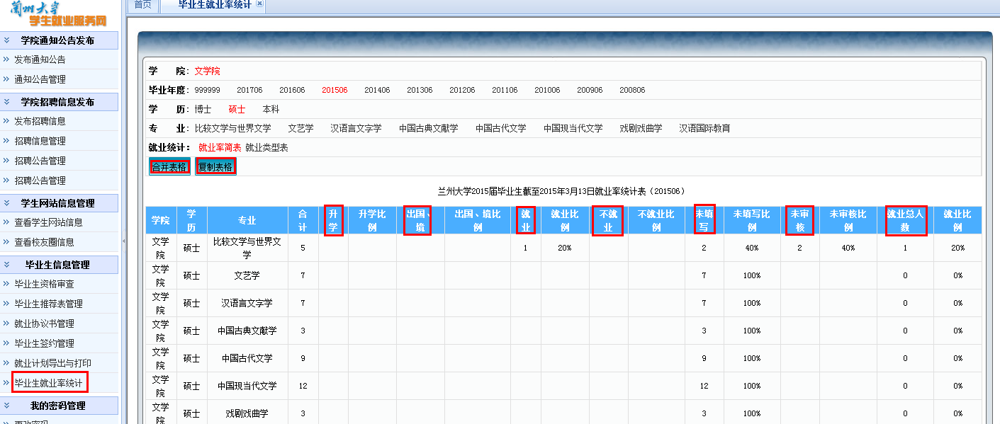 兰州大学
学生就业服务网
学院通知公告发布
发布通知公告
通知公告管理
学院招聘信息发布
发布招聘信息
招聘信息管理
招聘公告管理
招聘公告管理
学生网站信息管理
查看学生网站信息
查看校友圈信息
毕业生信息管理
毕业生资格审查
毕业生推荐表管理
就业协议书管理
毕业生签约管理
就业计划导出与打印
毕业生就业率统计
我的密码管理
更改密码
首页 毕业生就业率统计
学 院: 文学院
毕业年度: 999999 201706 201606 201506 201406 201306 201206 201106 201006 200906 200806
学 历: 博士 硕士 本科
专 业: 比较文学与世界文学 文艺学 汉语言文字学 中国古典文献学 中国古代文学 中国现当代文学 戏剧戏曲学 汉语国际教育
就业统计: 就业率简表 就业类型表
合并表格 复制表格
兰州大学2015届毕业生截至2015年3月13日就业率统计表（201506）
学院 学历 专业 合计 升学 升学比例 出国、境 出国、境比例 就业 就业比例 不就业 不就业比例 未填写 未填写比例 未审核 未审核比例 就业总人数 就业比例
文学院 硕士 比较文学与世界文学 5 1 20% 2 40% 2 40% 1 20%
文学院 硕士 文艺学 7 7 100% 0 0%
文学院 硕士 汉语言文字学 7 7 100% 0 0%
文学院 硕士 中国古典文献学 3 3 100% 0 0%
文学院 硕士 中国古代文学 9 9 100% 0 0%
文学院 硕士 中国现当代文学 12 12 100% 0 0%
文学院 硕士 戏剧戏曲学 3 3 100% 0 0%